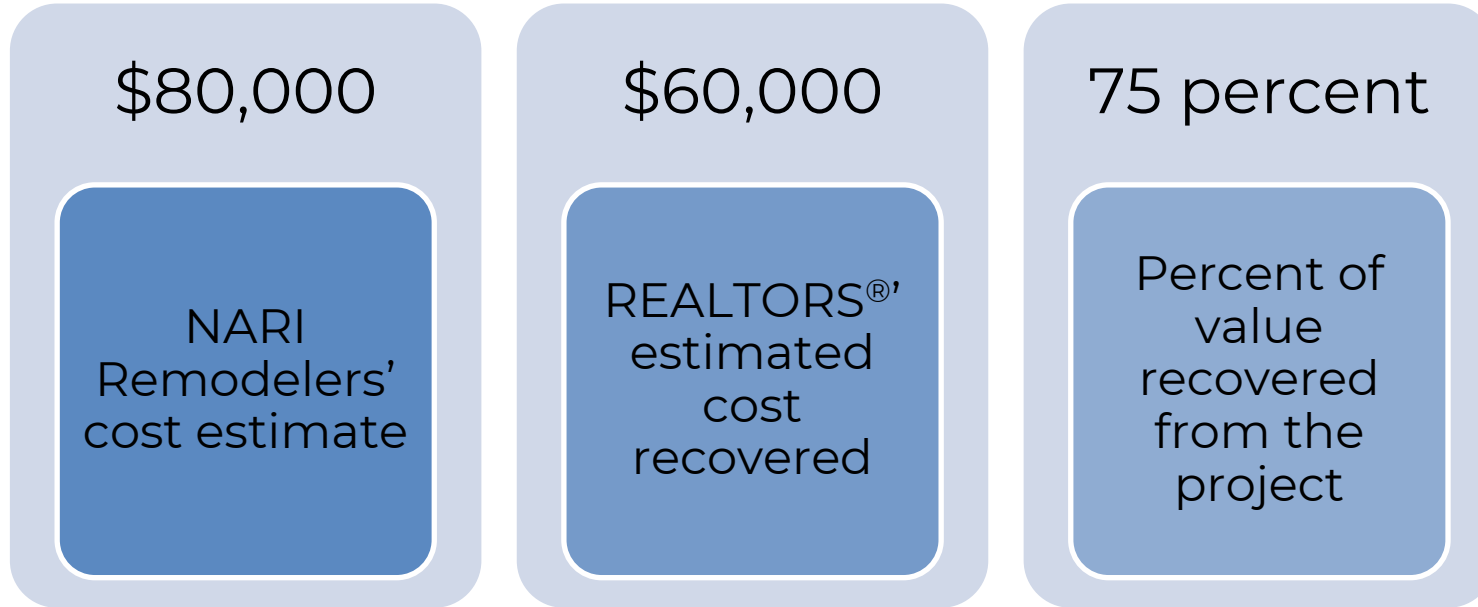 $80,000
NARI
Remodelers’
cost estimate
$60,000
REALTORS®’
estimated
cost
recovered
75 percent
Percent of
value
recovered
from the
project